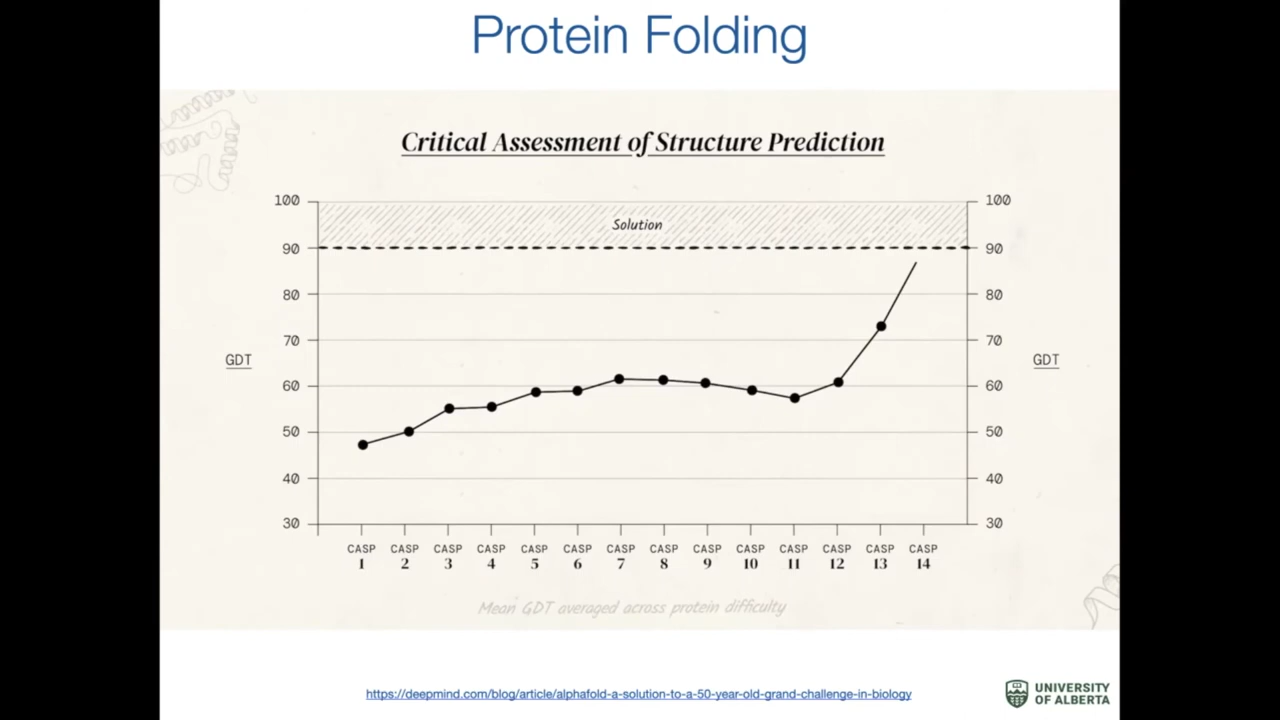 Protein Folding
Critical Assessment of Structure Prediction
100
100
Solution
90
90
80
80
70
70
GDT
GDT
60
60
50
50
40
40
30
30
CASP CASP CASP CASP CASP CASP CASP CASP CASP CASP CASP CASP CASP CASP
1 2 3 4 5 6 7 8 9 10 11 12 13 14
Mean GDT averaged across protein difficulty
https://deepmind.com/blog/article/alphafold-a-solution-to-a-50-year-old-grand-challenge-in-biology
UNIVERSITY
OF ALBERTA